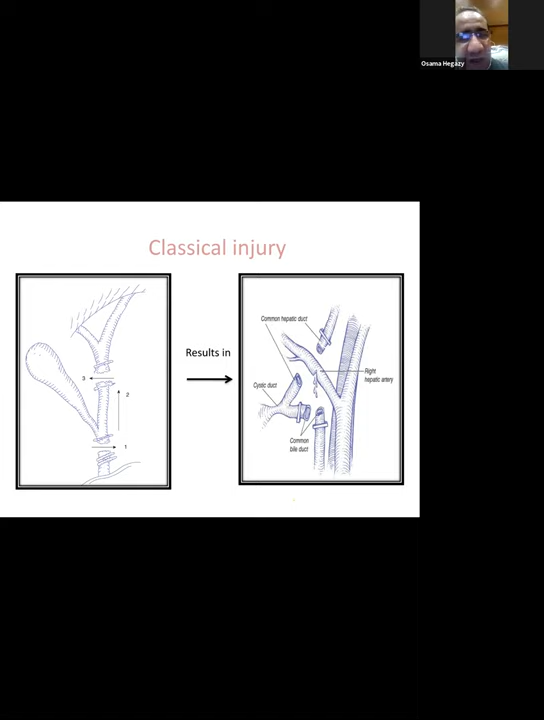 Osama Hegazy
Classical injury
3
2
1
Results in
Common hepatic duct
Right
hepatic artery
Cystic duct
Common
bile duct